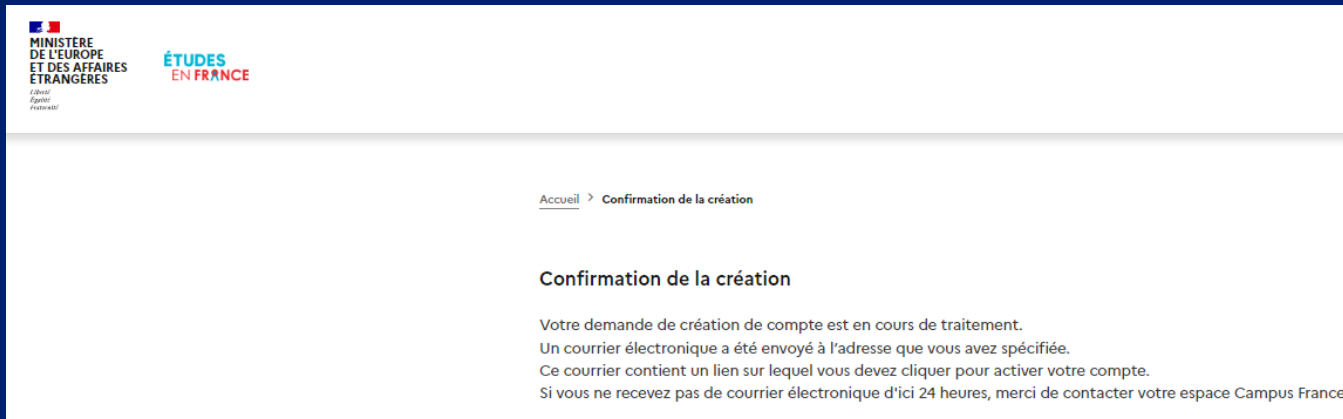 MINISTÈRE
DE L'EUROPE
ET DES AFFAIRES
ÉTRANGÈRES
Liberté
Égalité
Fraternité
ÉTUDES
EN FRANCE
Accueil > Confirmation de la création
Confirmation de la création
Votre demande de création de compte est en cours de traitement.
Un courrier électronique a été envoyé à l'adresse que vous avez spécifiée.
Ce courrier contient un lien sur lequel vous devez cliquer pour activer votre compte.
Si vous ne recevez pas de courrier électronique d'ici 24 heures, merci de contacter votre espace Campus France